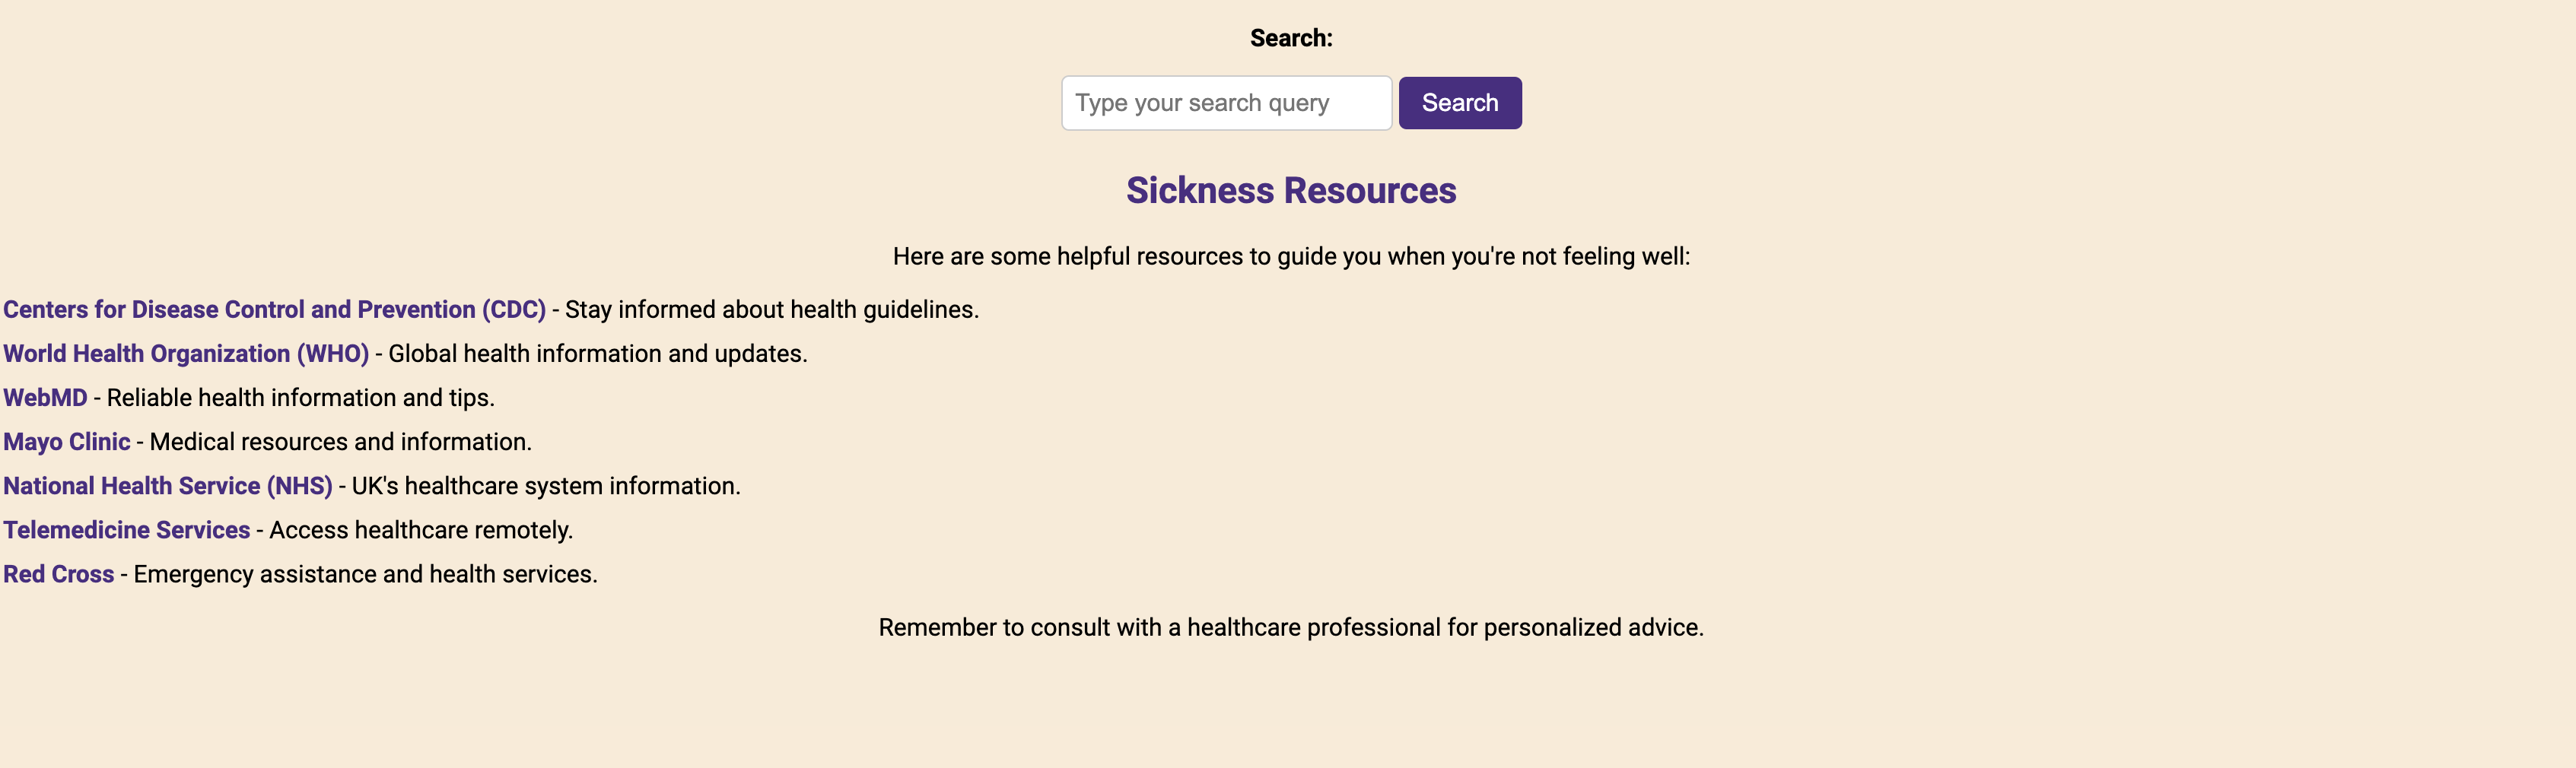 Search:
Type your search query Search
Sickness Resources
Here are some helpful resources to guide you when you're not feeling well:
Centers for Disease Control and Prevention (CDC) - Stay informed about health guidelines.
World Health Organization (WHO) - Global health information and updates.
WebMD - Reliable health information and tips.
Mayo Clinic - Medical resources and information.
National Health Service (NHS) - UK's healthcare system information.
Telemedicine Services - Access healthcare remotely.
Red Cross - Emergency assistance and health services.
Remember to consult with a healthcare professional for personalized advice.